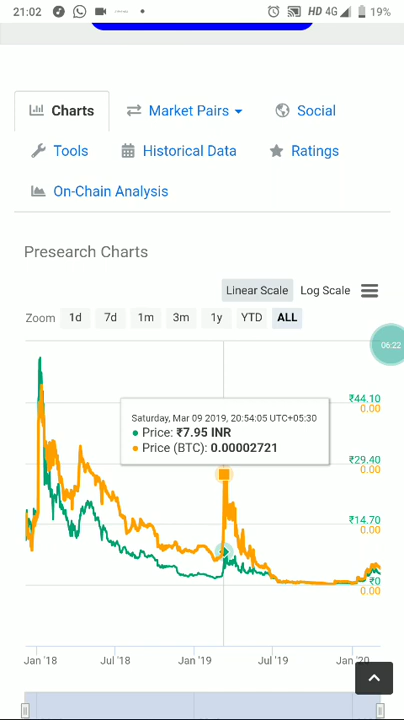 21:02 HD 4G 19%
Charts Market Pairs Social
Tools Historical Data Ratings
On-Chain Analysis
Presearch Charts
Linear Scale Log Scale
Zoom 1d 7d 1m 3m 1y YTD ALL
06:22
₹44.10
0.00
Saturday, Mar 09 2019, 20:54:05 UTC+05:30
Price: ₹7.95 INR
Price (BTC): 0.00002721
₹29.40
0.00
₹14.70
0.00
₹0
0.00
Jan '18 Jul '18 Jan '19 Jul '19 Jan '20